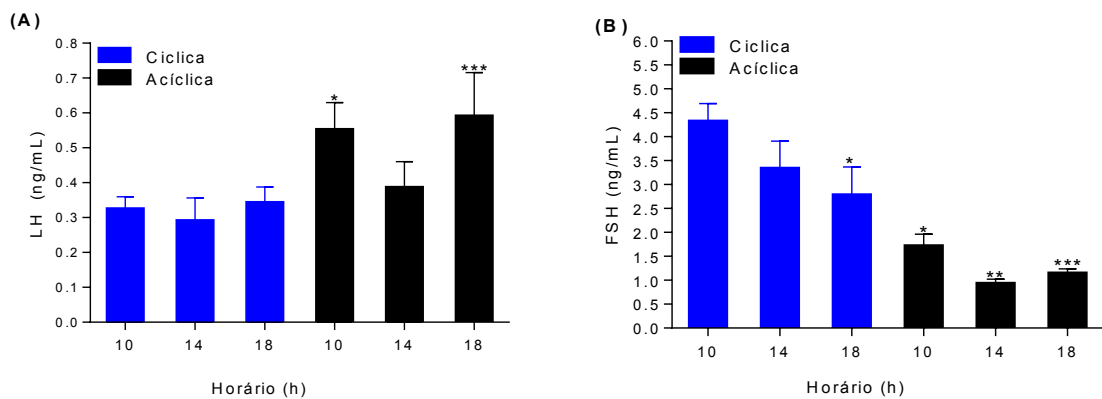 (A)
LH (ng/mL)
0.8
0.7
0.6
0.5
0.4
0.3
0.2
0.1
0.0
Ciclica
Acíclica
*
***
10 14 18 10 14 18
Horário (h)
(B)
FSH (ng/mL)
6.0
5.5
5.0
4.5
4.0
3.5
3.0
2.5
2.0
1.5
1.0
0.5
0.0
Ciclica
Acíclica
*
*
**
***
10 14 18 10 14 18
Horário (h)